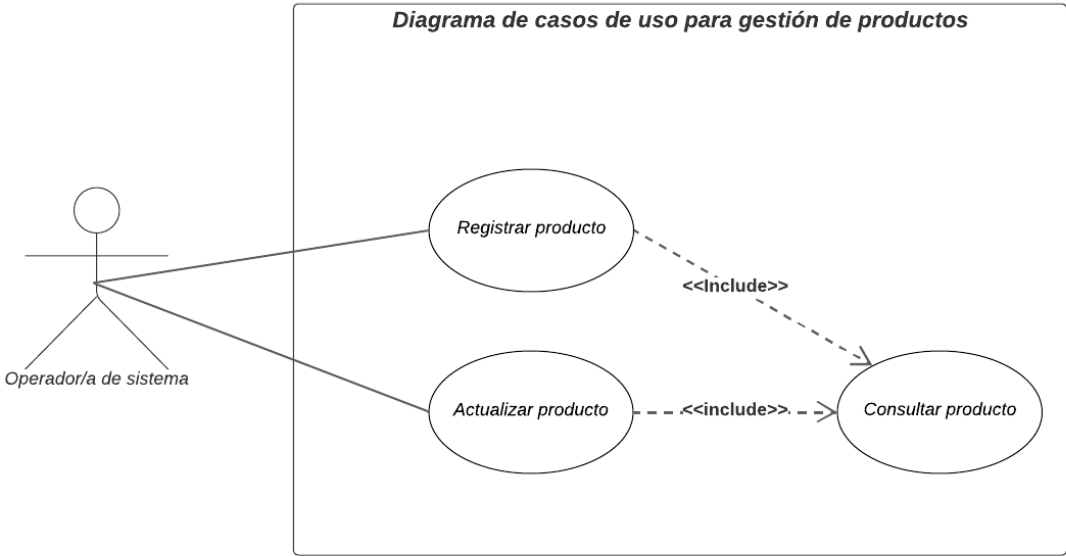 Diagrama de casos de uso para gestión de productos
Registrar producto
<<Include>>
Operador/a de sistema
Actualizar producto
<<include>>
Consultar producto